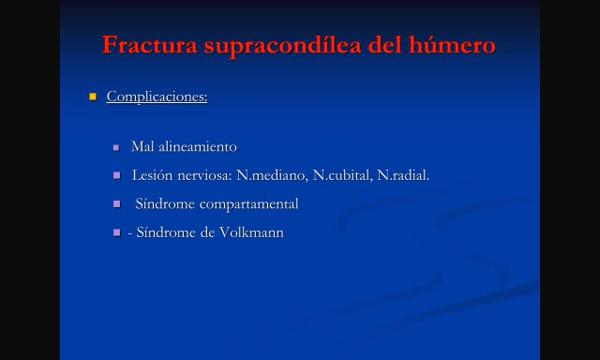 Fractura supracondílea del húmero
Complicaciones:
Mal alineamiento
Lesión nerviosa: N.mediano, N.cubital, N.radial.
Síndrome compartamental
- Síndrome de Volkmann